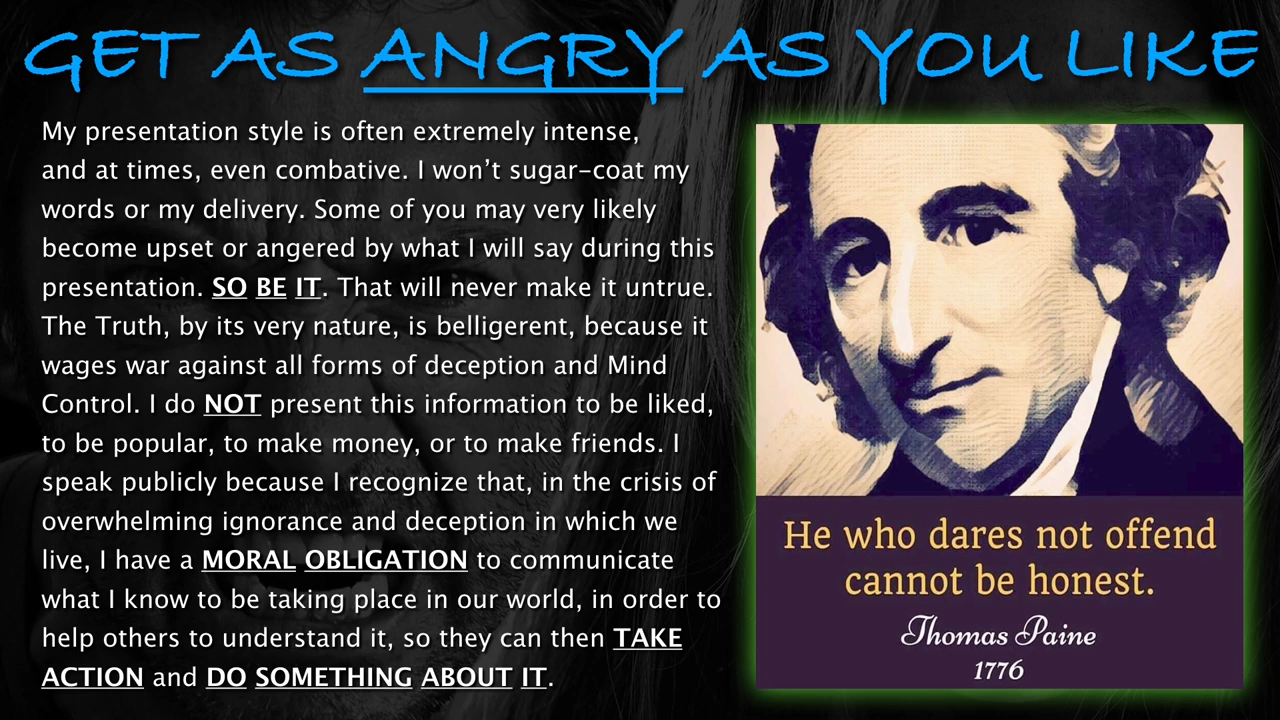 GET AS ANGRY AS YOU LIKE
My presentation style is often extremely intense,
and at times, even combative. I won’t sugar-coat my
words or my delivery. Some of you may very likely
become upset or angered by what I will say during this
presentation. SO BE IT. That will never make it untrue.
The Truth, by its very nature, is belligerent, because it
wages war against all forms of deception and Mind
Control. I do NOT present this information to be liked,
to be popular, to make money, or to make friends. I
speak publicly because I recognize that, in the crisis of
overwhelming ignorance and deception in which we
live, I have a MORAL OBLIGATION to communicate
what I know to be taking place in our world, in order to
help others to understand it, so they can then TAKE
ACTION and DO SOMETHING ABOUT IT.
He who dares not offend
cannot be honest.
Thomas Paine
1776